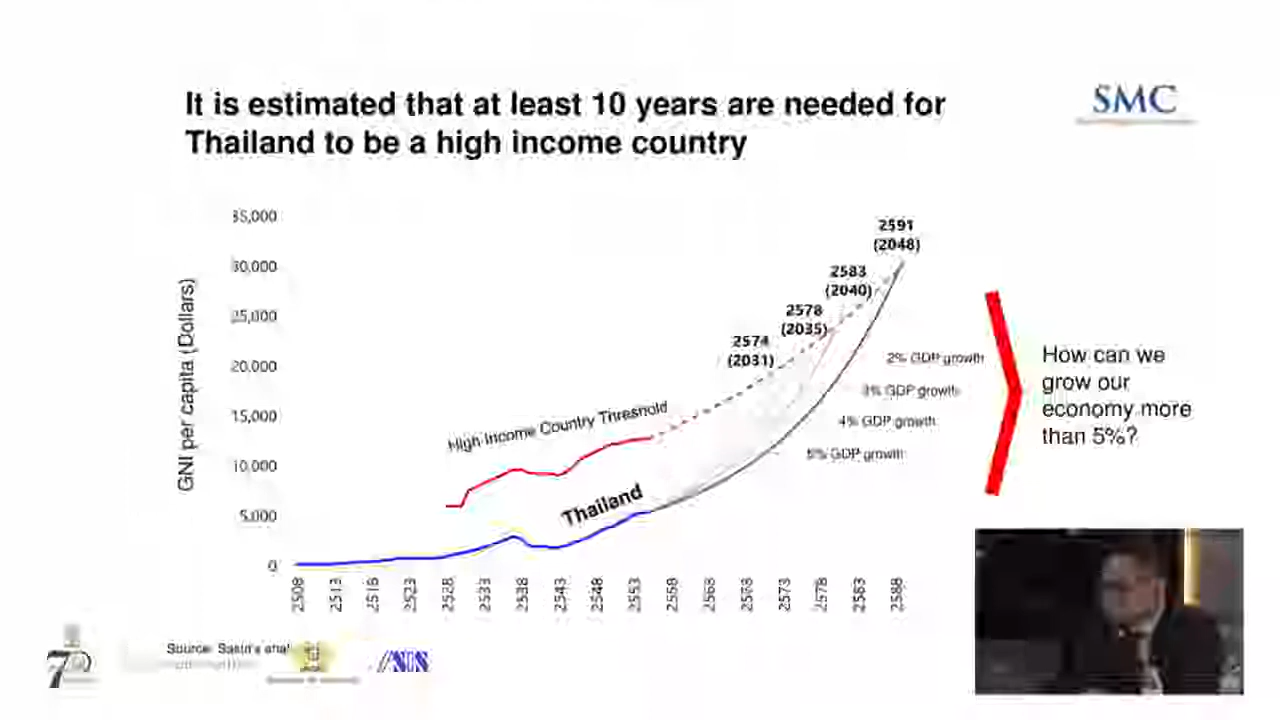 It is estimated that at least 10 years are needed for
Thailand to be a high income country
SMC
GNI per capita (Dollars)
35,000
30,000
25,000
20,000
15,000
10,000
5,000
0
2591
(2048)
2583
(2040)
2578
(2035)
2574
(2031)
High Income Country Threshold
Thailand
2% GDP growth
3% GDP growth
4% GDP growth
GDP growth
How can we
grow our
economy more
than 5%?
2508
2513
2518
2523
2528
2533
2538
2543
2548
2553
2558
2568
2573
2578
2583
2588
Source: Sasin's